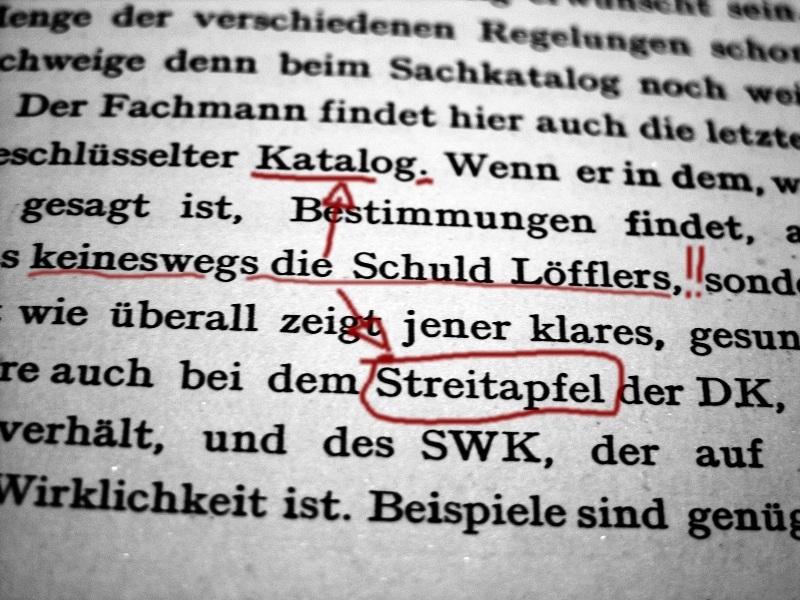 erwünscht sein
Menge der verschiedenen Regelungen schon
chweige denn beim Sachkatalog noch wei
Der Fachmann findet hier auch die letzte
eschlüsselter Katalog. Wenn er in dem, w
gesagt ist, Bestimmungen findet, a
s keineswegs die Schuld Löfflers,!! sonde
wie überall zeigt jener klares, gesun
re auch bei dem Streitapfel der DK,
verhält, und des SWK, der auf
Wirklichkeit ist. Beispiele sind genüg